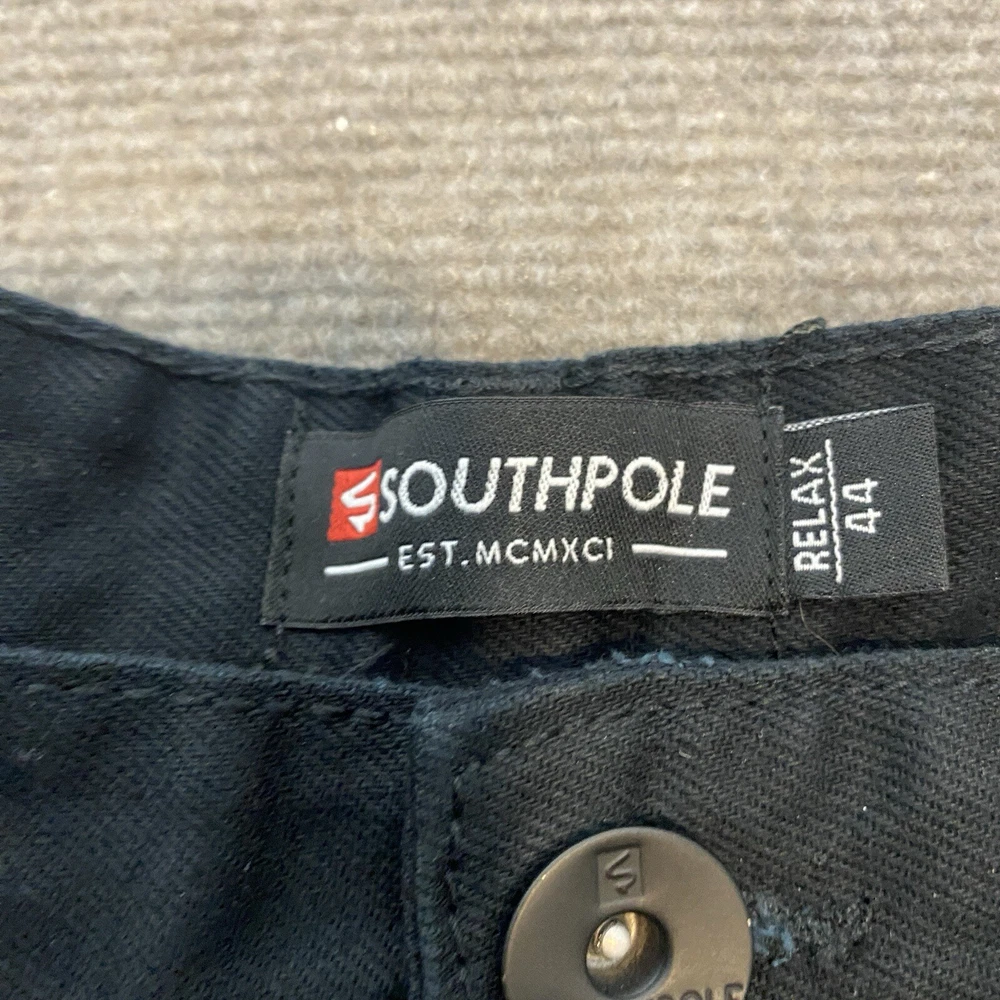 SOUTHPOLE
EST. MCMXCI
RELAX
44